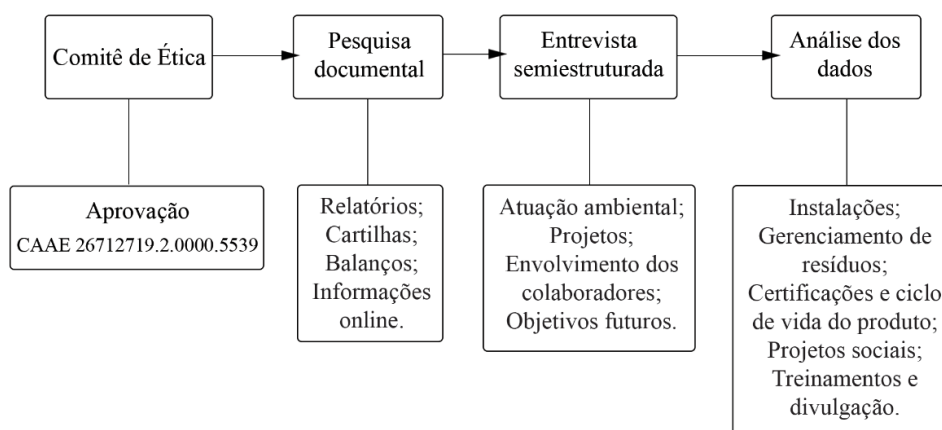 Comitê de Ética
Pesquisa
documental
Entrevista
semiestruturada
Análise dos
dados
Aprovação
CAAE 26712719.2.0000.5539
Relatórios;
Cartilhas;
Balanços;
Informações
online.
Atuação ambiental;
Projetos;
Envolvimento dos
colaboradores;
Objetivos futuros.
Instalações;
Gerenciamento de
resíduos;
Certificações e ciclo
de vida do produto;
Projetos sociais;
Treinamentos e
divulgação.